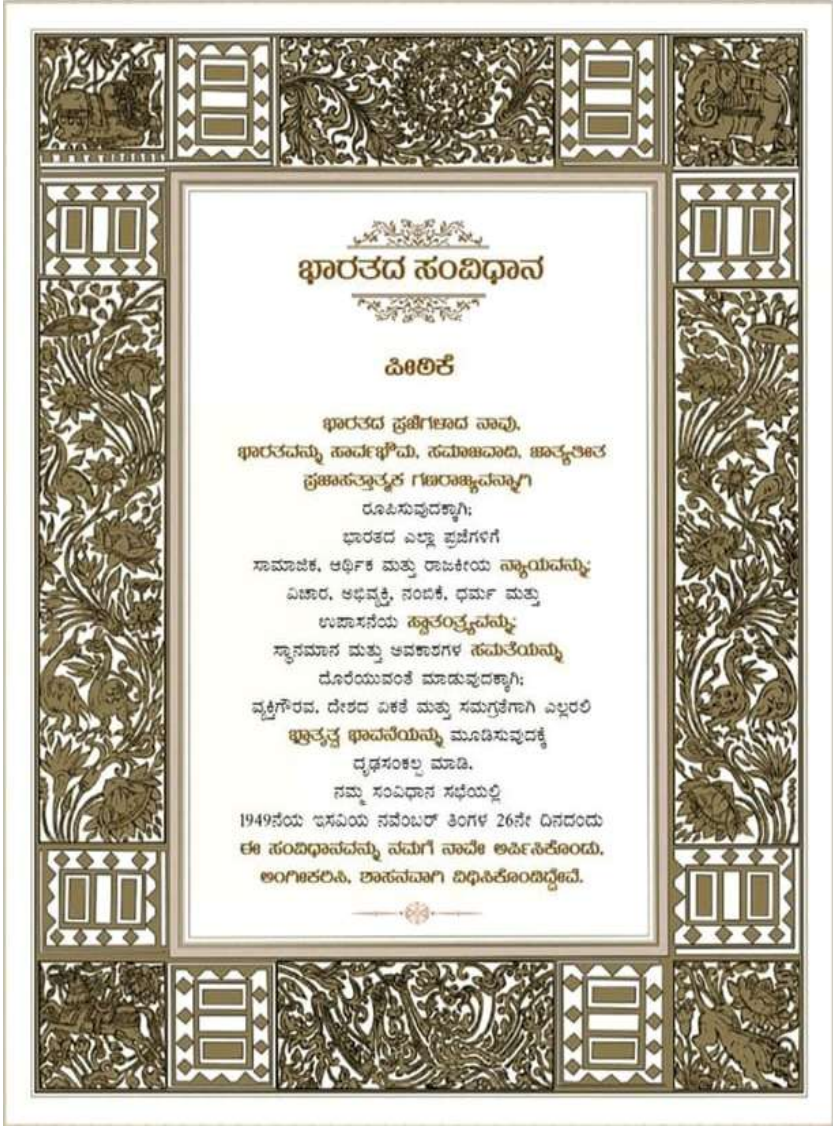 ಭಾರತದ ಸಂವಿಧಾನ
ಪೀಠಿಕೆ
ಭಾರತದ ಪ್ರಜೆಗಳಾದ ನಾವು,
ಭಾರತವನ್ನು ಸಾರ್ವಭೌಮ, ಸಮಾಜವಾದಿ, ಜಾತ್ಯತೀತ
ಪ್ರಜಾಸತ್ತಾತ್ಮಕ ಗಣರಾಜ್ಯವನ್ನಾಗಿ
ರೂಪಿಸುವುದಕ್ಕಾಗಿ;
ಭಾರತದ ಎಲ್ಲಾ ಪ್ರಜೆಗಳಿಗೆ
ಸಾಮಾಜಿಕ, ಆರ್ಥಿಕ ಮತ್ತು ರಾಜಕೀಯ ನ್ಯಾಯವನ್ನು;
ವಿಚಾರ, ಅಭಿವ್ಯಕ್ತಿ, ನಂಬಿಕೆ, ಧರ್ಮ ಮತ್ತು
ಉಪಾಸನೆಯ ಸ್ವಾತಂತ್ರ್ಯವನ್ನು;
ಸ್ಥಾನಮಾನ ಮತ್ತು ಅವಕಾಶಗಳ ಸಮತೆಯನ್ನು
ದೊರೆಯುವಂತೆ ಮಾಡುವುದಕ್ಕಾಗಿ;
ವ್ಯಕ್ತಿಗೌರವ, ದೇಶದ ಏಕತೆ ಮತ್ತು ಸಮಗ್ರತೆಗಾಗಿ ಎಲ್ಲರಲಿ
ಭ್ರಾತೃತ್ವ ಭಾವನೆಯನ್ನು ಮೂಡಿಸುವುದಕ್ಕೆ
ದೃಢಸಂಕಲ್ಪ ಮಾಡಿ,
ನಮ್ಮ ಸಂವಿಧಾನ ಸಭೆಯಲ್ಲಿ
1949ನೆಯ ಇಸವಿಯ ನವೆಂಬರ್ ತಿಂಗಳ 26ನೇ ದಿನದಂದು
ಈ ಸಂವಿಧಾನವನ್ನು ನಮಗೆ ನಾವೇ ಅರ್ಪಿಸಿಕೊಂಡು,
ಅಂಗೀಕರಿಸಿ, ಶಾಸನವಾಗಿ ವಿಧಿಸಿಕೊಂಡಿದ್ದೇವೆ.